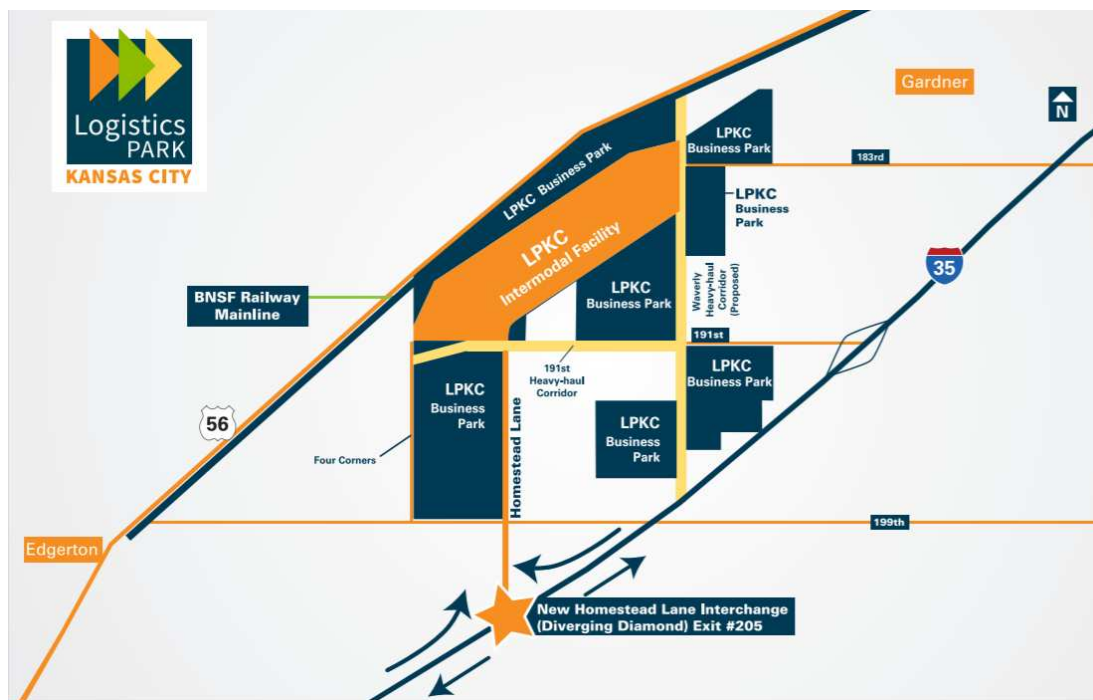 Logistics
PARK
KANSAS CITY
Gardner
N
LPKC
Business Park
183rd
LPKC Business Park
LPKC
Business
Park
LPKC
Intermodal Facility
35
BNSF Railway
Mainline
LPKC
Business Park
Waverly
Heavy-haul
Corridor
(Proposed)
191st
191st
Heavy-haul
Corridor
LPKC
Business Park
LPKC
Business
Park
56
LPKC
Business
Park
Four Corners
Homestead Lane
199th
Edgerton
New Homestead Lane Interchange
(Diverging Diamond) Exit #205